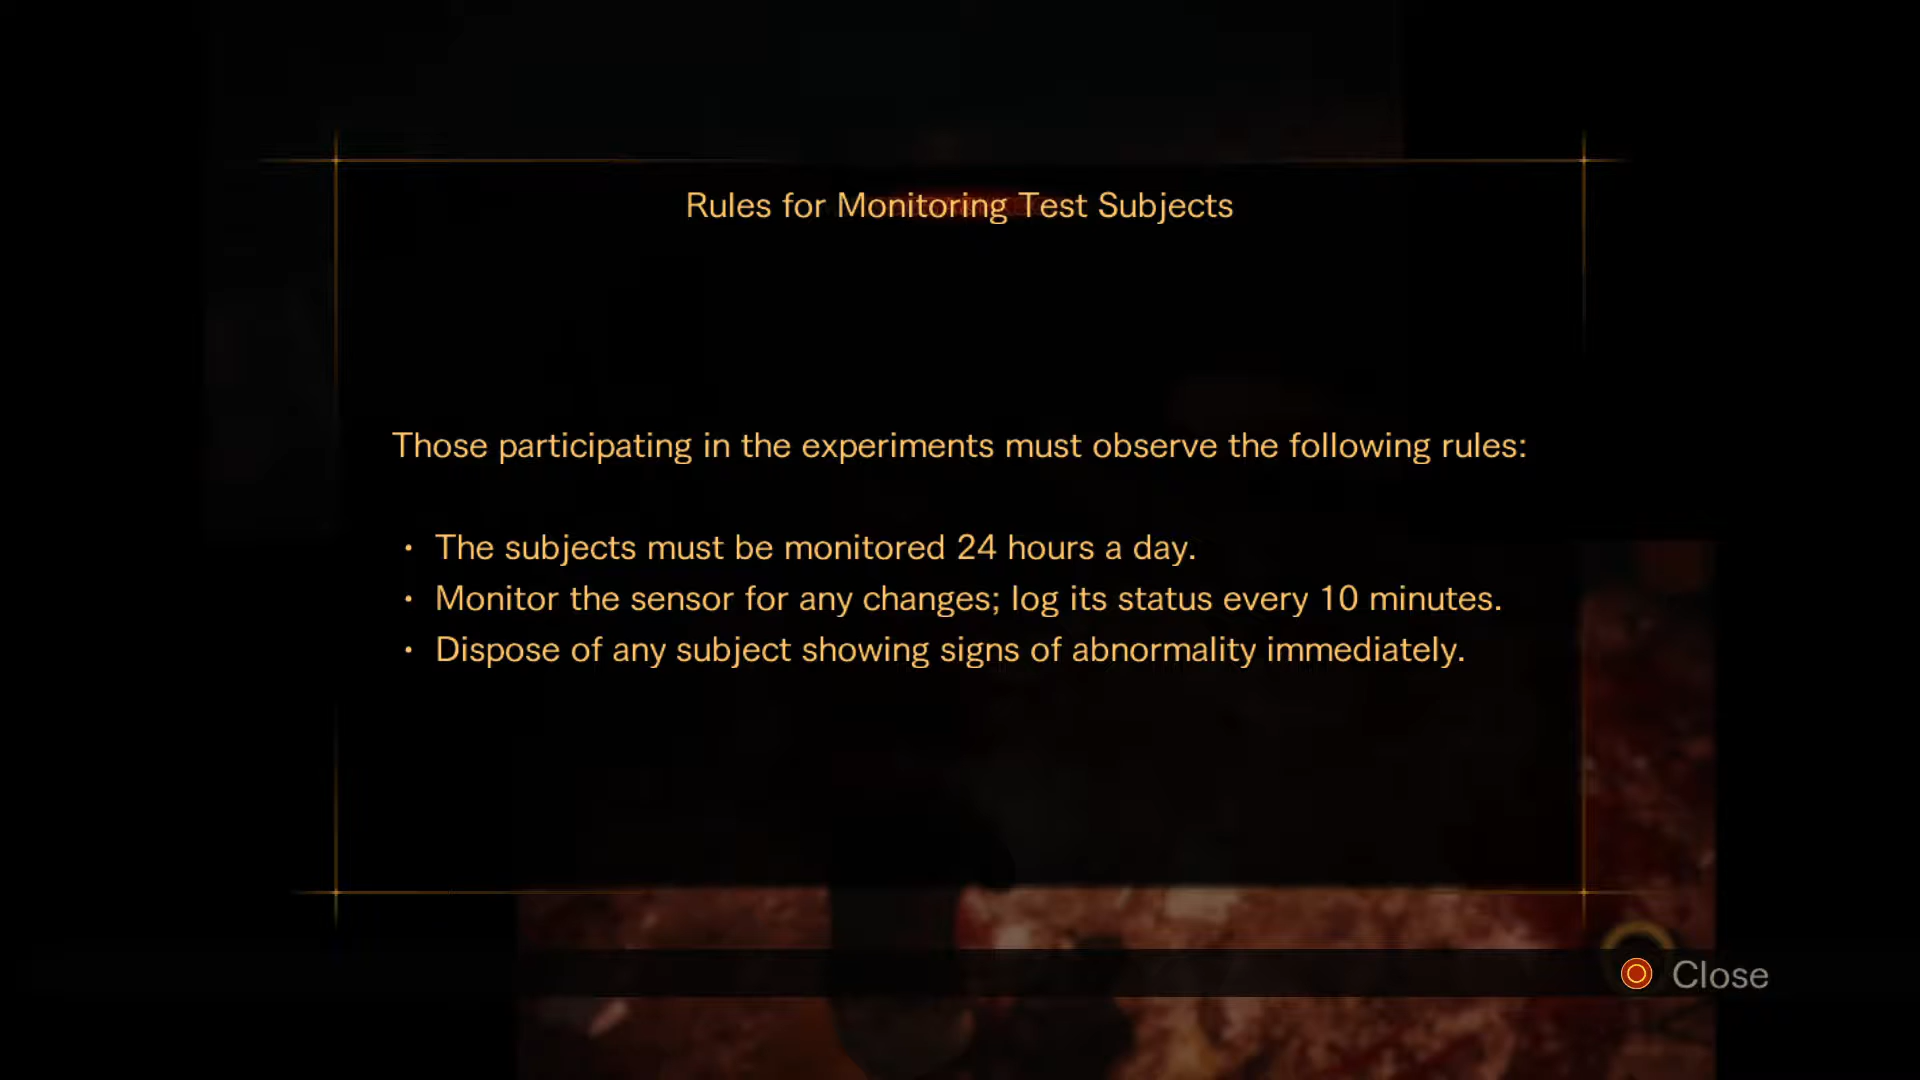 Rules for Monitoring Test Subjects
Those participating in the experiments must observe the following rules:
・ The subjects must be monitored 24 hours a day.
・ Monitor the sensor for any changes; log its status every 10 minutes.
・ Dispose of any subject showing signs of abnormality immediately.
Close